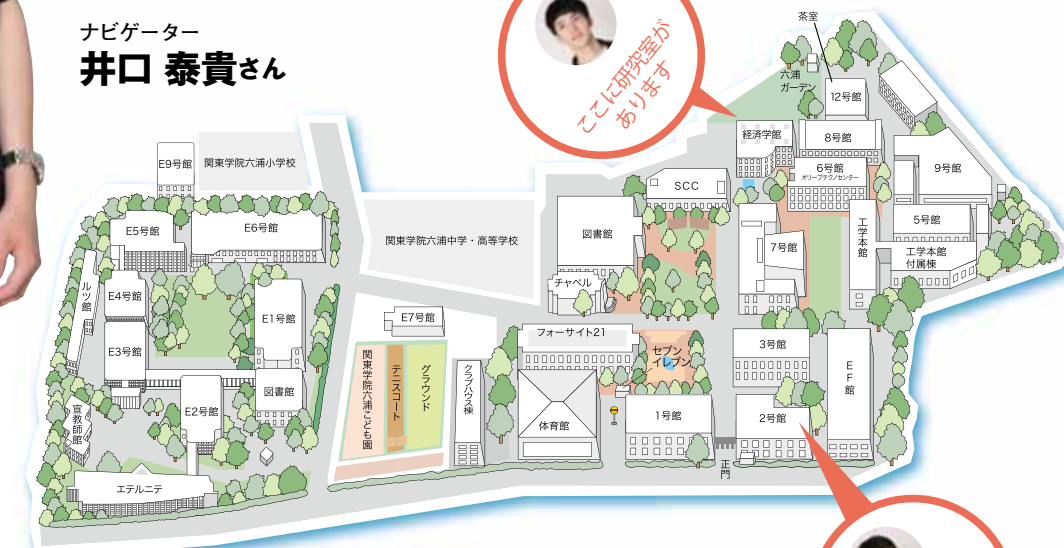 ナビゲーター
井口 泰貴さん
ここに研究室が
あります
茶室
六浦
ガーデン
12号館
経済学館
8号館
6号館
オリーブテクノセンター
9号館
SCC
5号館
工学本館
工学本館
付属棟
7号館
図書館
チャペル
関東学院六浦小学校
E9号館
関東学院六浦中学・高等学校
E5号館
E6号館
ルツ館
E4号館
E3号館
E1号館
E7号館
フォーサイト21
セブン
イレブン
3号館
EF館
関東学院六浦こども園
テニスコート
グラウンド
クラブハウス棟
図書館
E2号館
宣教師館
体育館
1号館
2号館
正門
エテルニテ